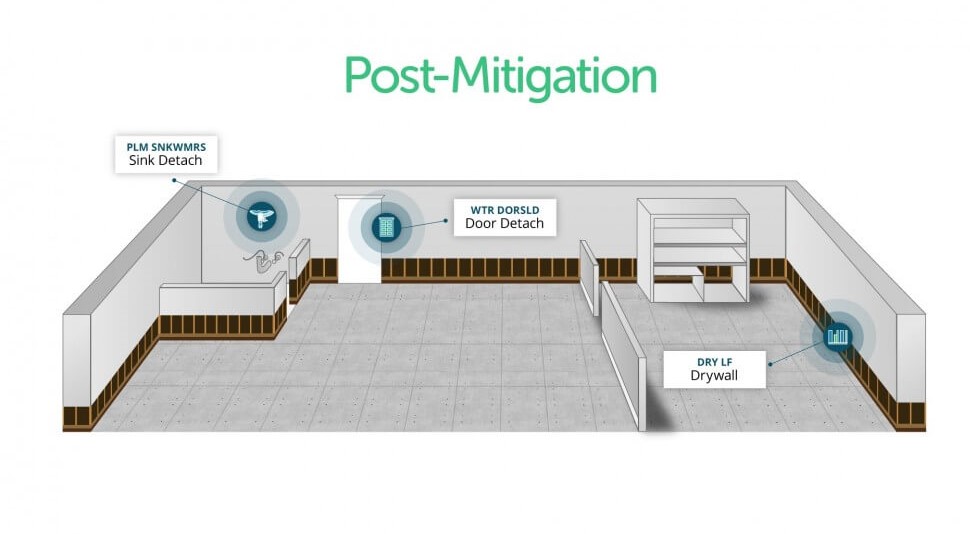 Post-Mitigation
PLM SNKWMRS
Sink Detach
WTR DORSLD
Door Detach
DRY LF
Drywall